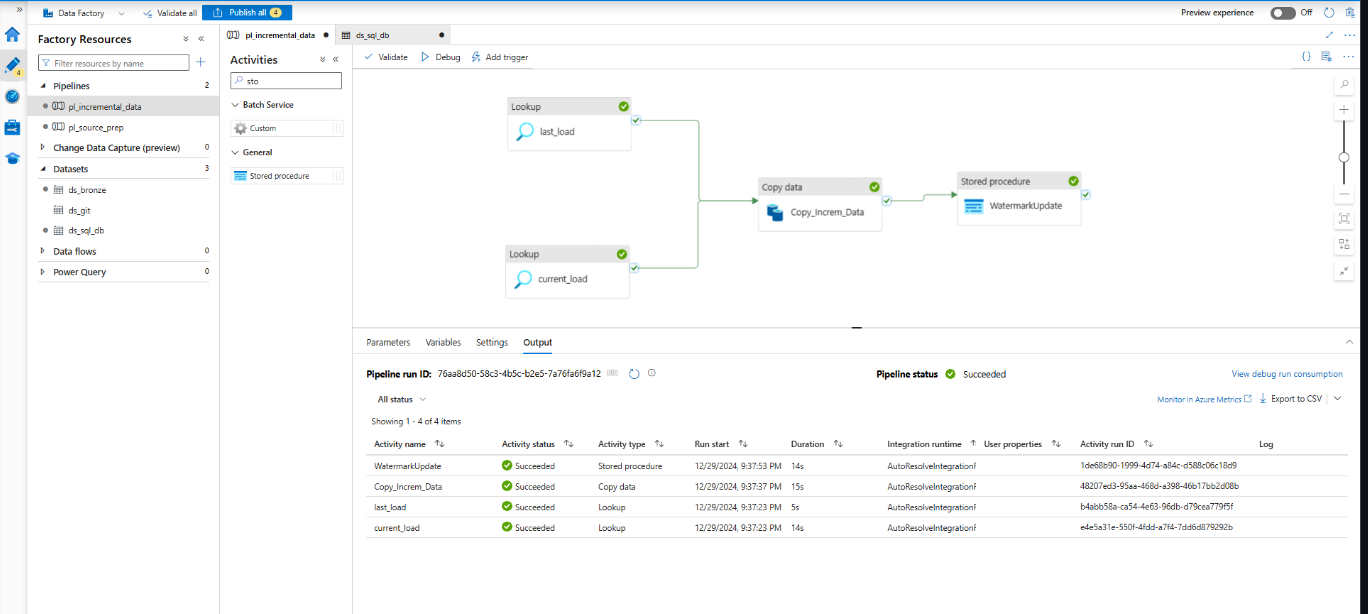 Data Factory
Validate all
Publish all 4
Preview experience
Off
Factory Resources
Filter resources by name
4
Pipelines 2
pl_incremental_data
pl_source_prep
Change Data Capture (preview) 0
Datasets 3
ds_bronze
ds_git
ds_sql_db
Data flows 0
Power Query 0
pl_incremental_data
ds_sql_db
Activities
sto
Batch Service
Custom
General
Stored procedure
Validate
Debug
Add trigger
Lookup
last_load
Lookup
current_load
Copy data
Copy_Increm_Data
Stored procedure
WatermarkUpdate
Parameters Variables Settings Output
Pipeline run ID: 76aa8d50-58c3-4b5c-b2e5-7a76fa6f9a12
Pipeline status Succeeded
View debug run consumption
All status
Monitor in Azure Metrics
Export to CSV
Showing 1 - 4 of 4 items
Activity name Activity status Activity type Run start Duration Integration runtime User properties Activity run ID Log
WatermarkUpdate Succeeded Stored procedure 12/29/2024, 9:37:53 PM 14s AutoResolveIntegrationR 1de68b90-1999-4d74-a84c-d588c06c18d9
Copy_Increm_Data Succeeded Copy data 12/29/2024, 9:37:37 PM 15s AutoResolveIntegrationR 48207ed3-95aa-468d-a398-46b17bb2d08b
last_load Succeeded Lookup 12/29/2024, 9:37:23 PM 5s AutoResolveIntegrationR b4abb58a-ca54-4e63-96db-d79cea779f5f
current_load Succeeded Lookup 12/29/2024, 9:37:23 PM 14s AutoResolveIntegrationR e4e5a31e-550f-4fdd-a7f4-7dd6d879292b